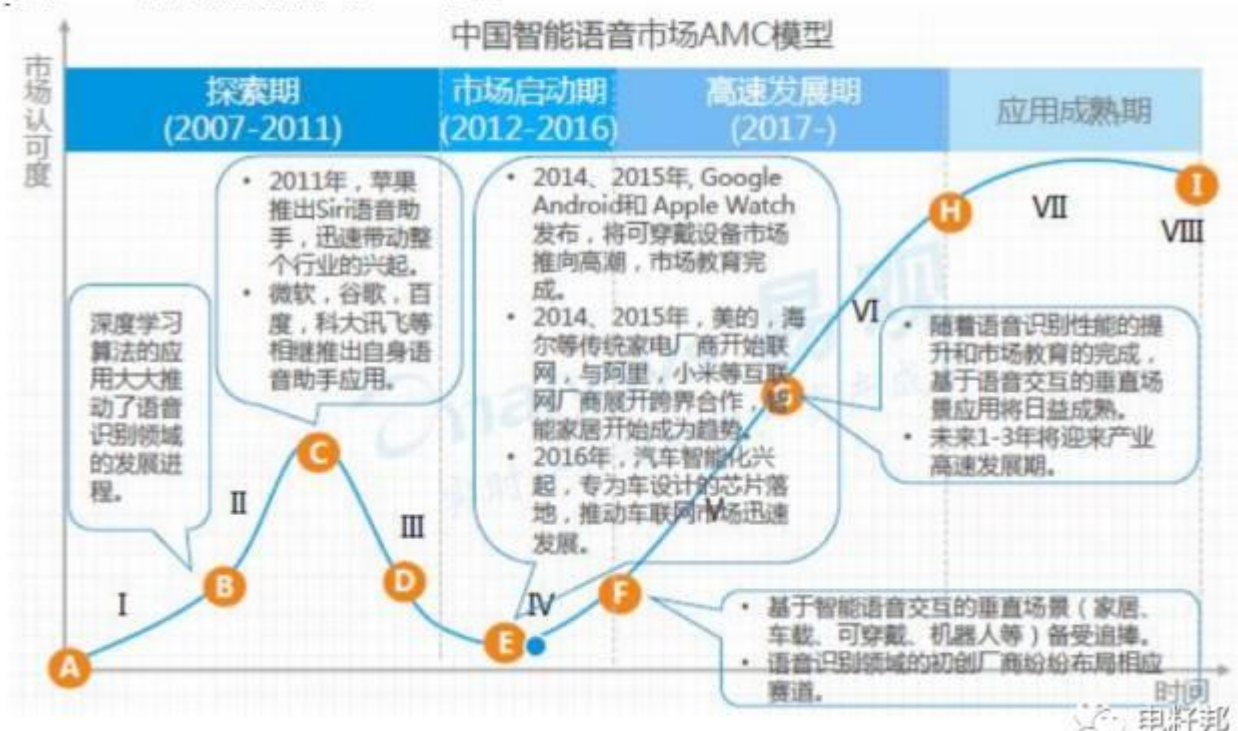 中国智能语音市场AMC模型
市场认可度
探索期
(2007-2011)
市场启动期
(2012-2016)
高速发展期
(2017-)
应用成熟期
2011年，苹果
推出Siri语音助
手，迅速带动整
个行业的兴起。
微软，谷歌，百
度，科大讯飞等
相继推出自身语
音助手应用。
深度学习
算法的应
用大大推
动了语音
识别领域
的发展进
程。
2014、2015年, Google
Android和 Apple Watch
发布，将可穿戴设备市场
推向高潮，市场教育完
成。
2014、2015年，美的，海
尔等传统家电厂商开始联
网，与阿里，小米等互联
网厂商展开跨界合作，智
能家居开始成为趋势。
2016年，汽车智能化兴
起，专为车设计的芯片落
地，推动车联网市场迅速
发展。
随着语音识别性能的提
升和市场教育的完成，
基于语音交互的垂直场
景应用将日益成熟。
未来1-3年将迎来产业
高速发展期。
基于智能语音交互的垂直场景（家居、
车载、可穿戴、机器人等）备受追捧。
语音识别领域的初创厂商纷纷布局相应
赛道。
A
I
B
II
C
III
D
E
IV
F
V
G
VI
H
VII
I
VIII
时间